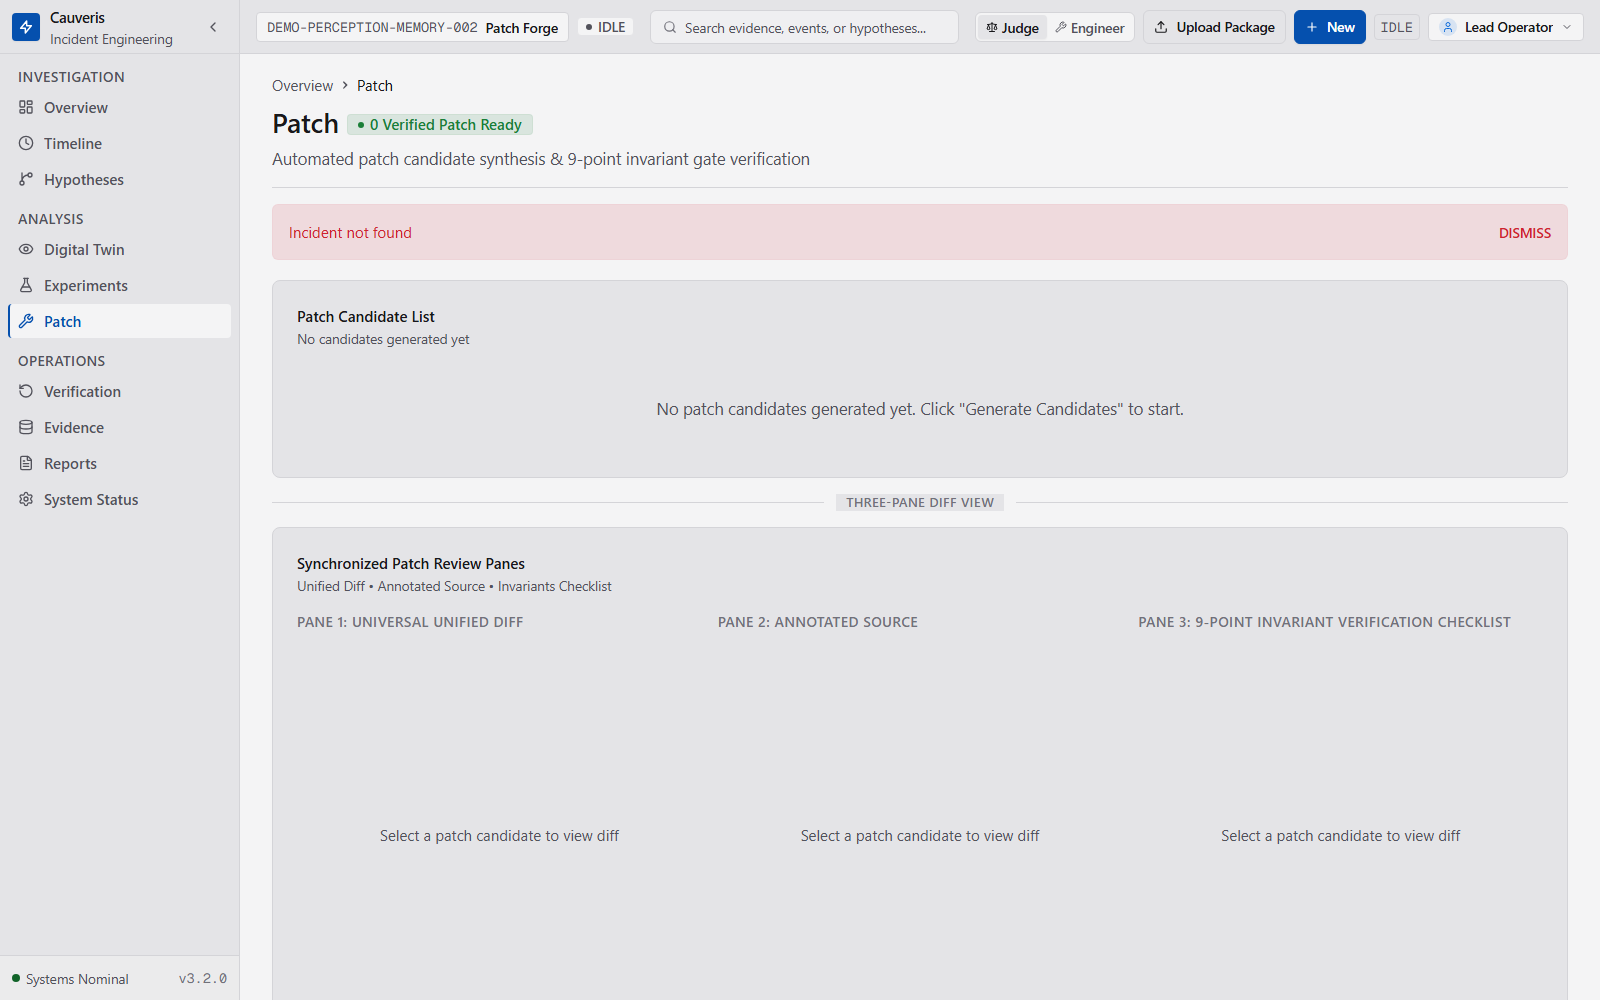 Cauveris
Incident Engineering
DEMO-PERCEPTION-MEMORY-002 Patch Forge
IDLE
Search evidence, events, or hypotheses...
Judge
Engineer
Upload Package
New
IDLE
Lead Operator
INVESTIGATION
Overview
Timeline
Hypotheses
ANALYSIS
Digital Twin
Experiments
Patch
OPERATIONS
Verification
Evidence
Reports
System Status
Systems Nominal
v3.2.0
Overview > Patch
Patch
0 Verified Patch Ready
Automated patch candidate synthesis & 9-point invariant gate verification
Incident not found
DISMISS
Patch Candidate List
No candidates generated yet
No patch candidates generated yet. Click "Generate Candidates" to start.
THREE-PANE DIFF VIEW
Synchronized Patch Review Panes
Unified Diff • Annotated Source • Invariants Checklist
PANE 1: UNIVERSAL UNIFIED DIFF
PANE 2: ANNOTATED SOURCE
PANE 3: 9-POINT INVARIANT VERIFICATION CHECKLIST
Select a patch candidate to view diff
Select a patch candidate to view diff
Select a patch candidate to view diff